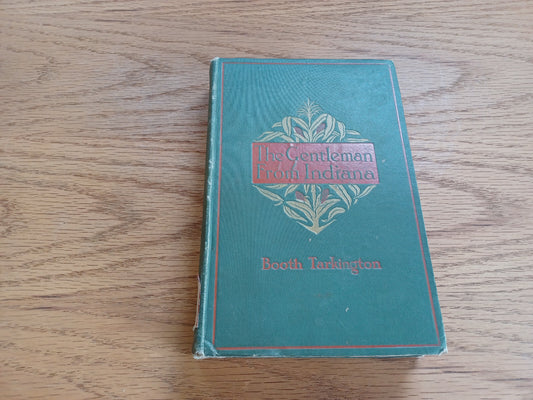 The Gentleman
From Indiana
Booth Tarkington